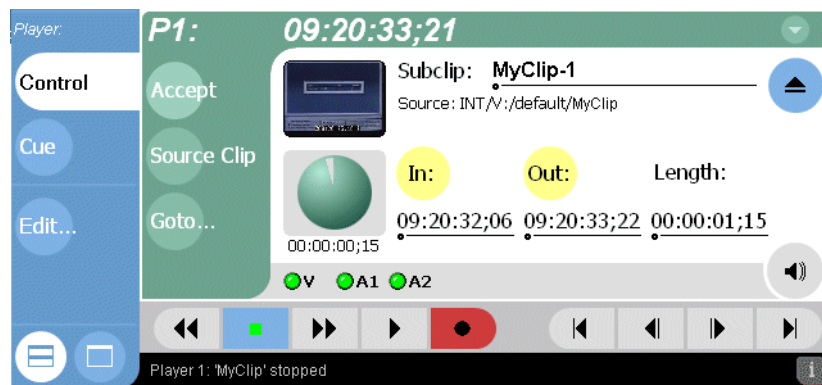 Player:
P1: 09:20:33;21
Control
Accept
Subclip: MyClip-1
Source: INT/V:/default/MyClip
Cue
Source Clip
In: Out: Length:
Edit...
Goto...
09:20:32;06 09:20:33;22 00:00:01;15
00:00:00;15
V A1 A2
Player 1: 'MyClip' stopped
i